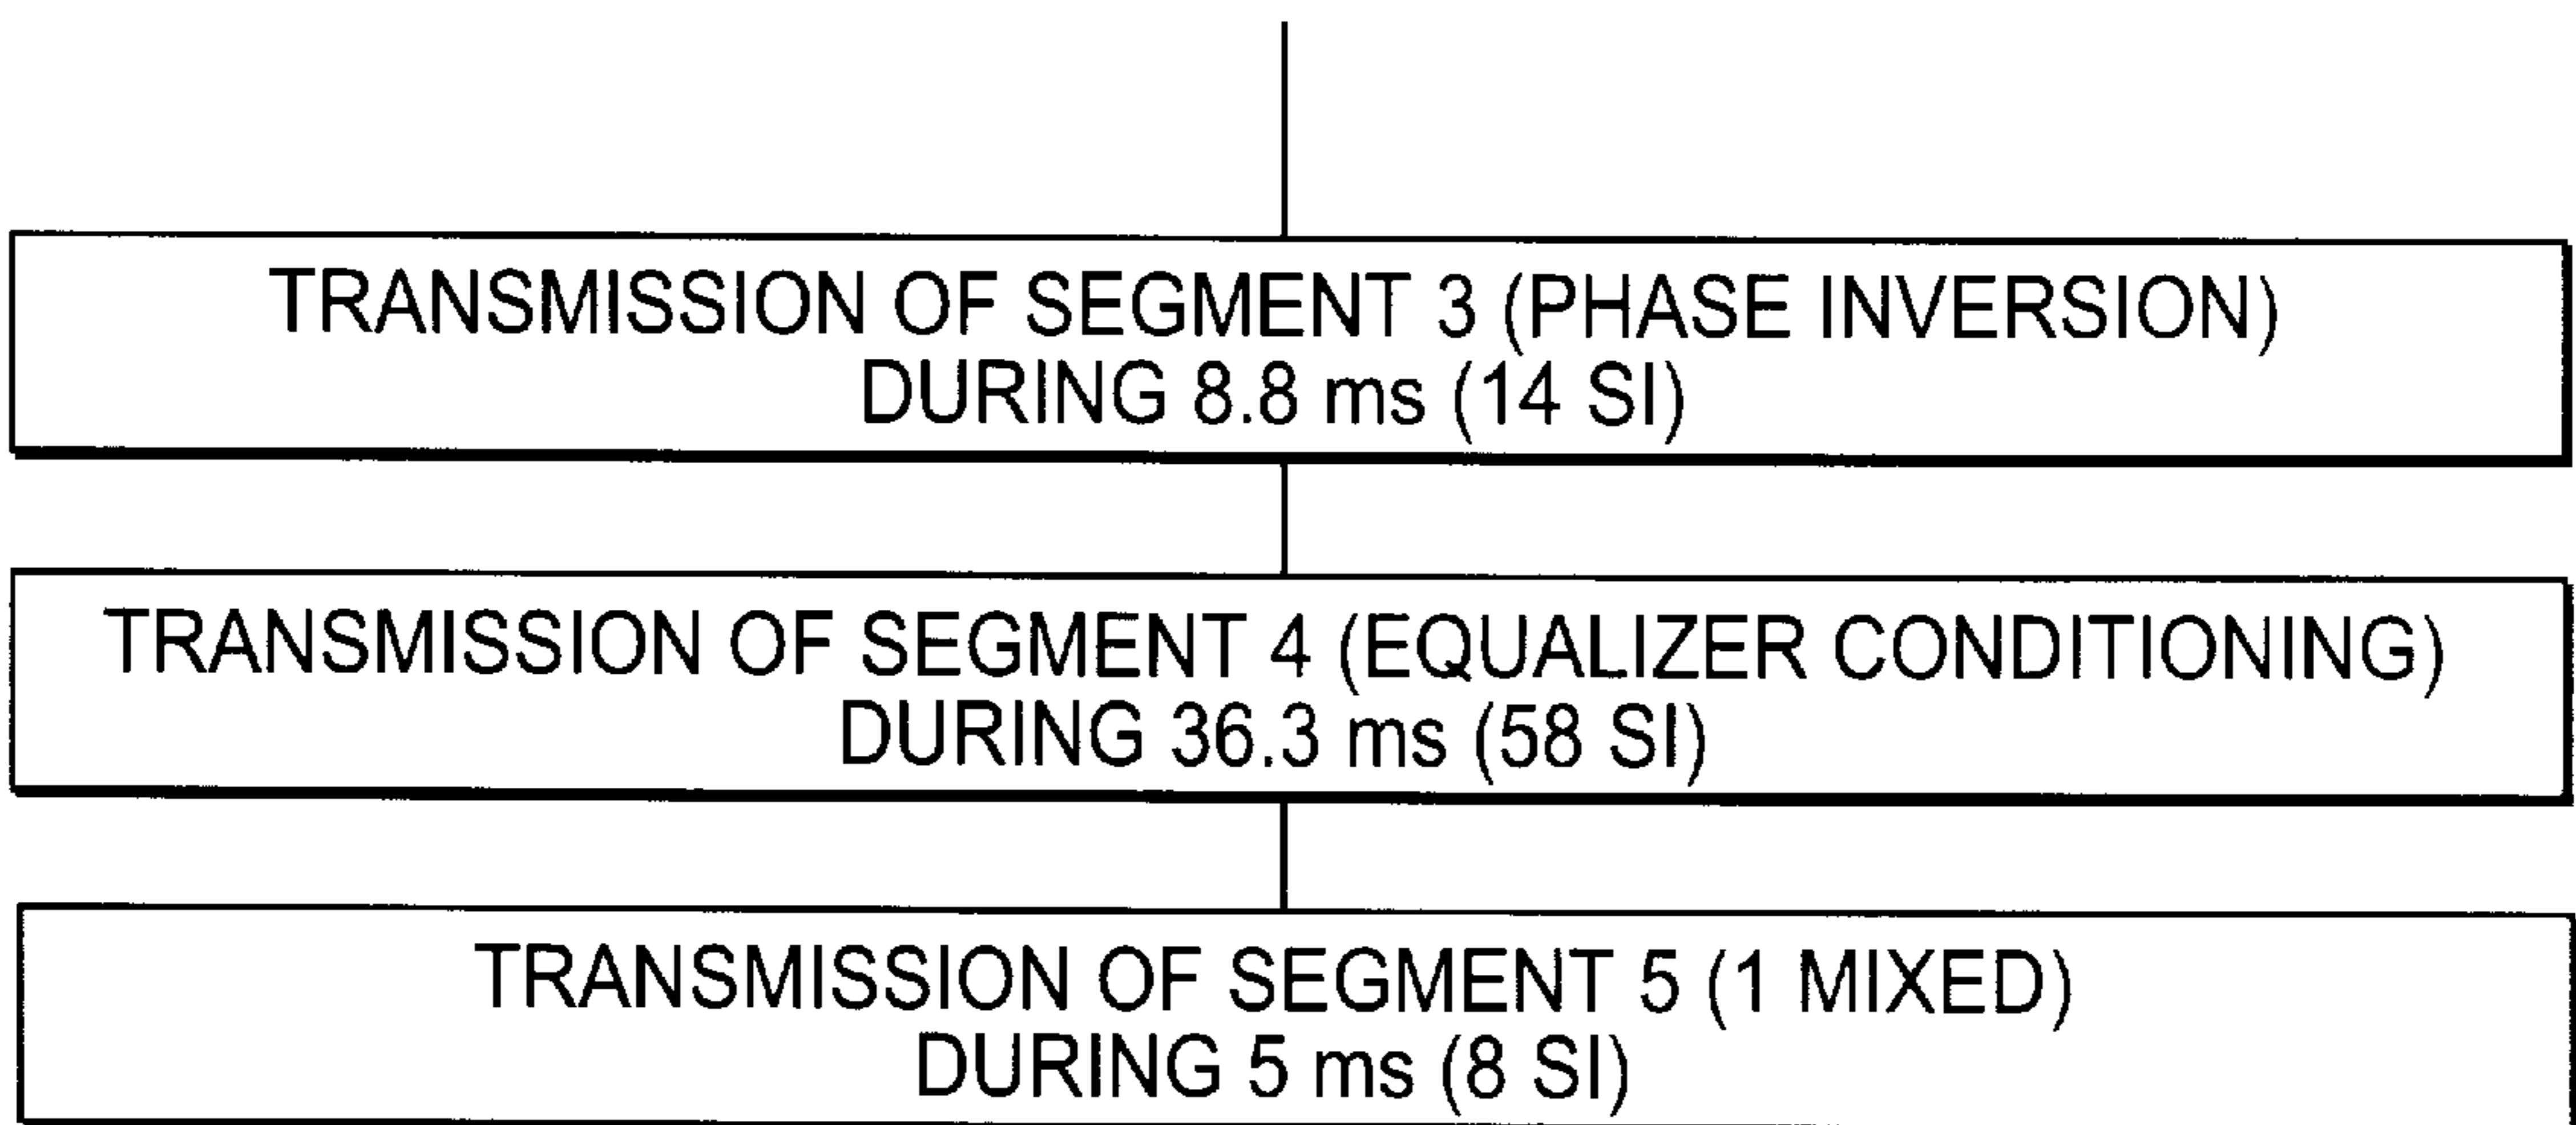 TRANSMISSION OF SEGMENT 3 (PHASE INVERSION)
DURING 8.8 ms (14 SI)
TRANSMISSION OF SEGMENT 4 (EQUALIZER CONDITIONING)
DURING 36.3 ms (58 SI)
TRANSMISSION OF SEGMENT 5 (1 MIXED)
DURING 5 ms (8 SI)